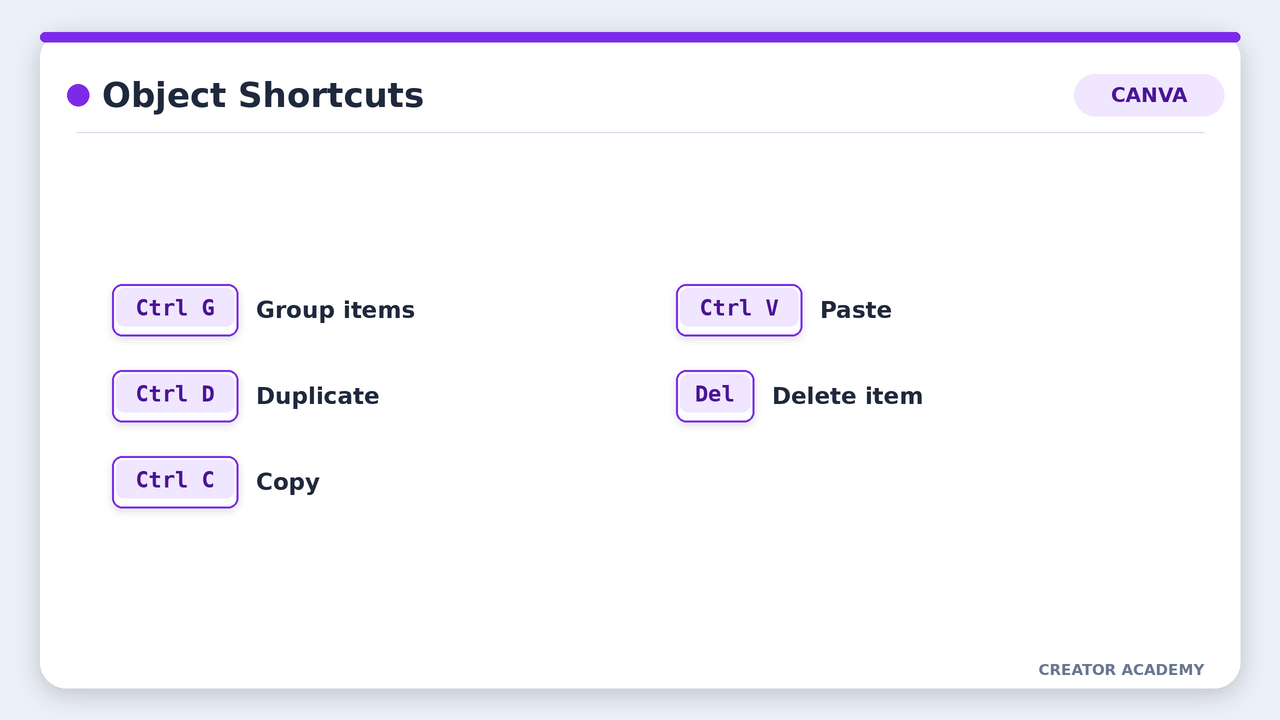 Object Shortcuts
CANVA
Ctrl G Group items
Ctrl D Duplicate
Ctrl C Copy
Ctrl V Paste
Del Delete item
CREATOR ACADEMY